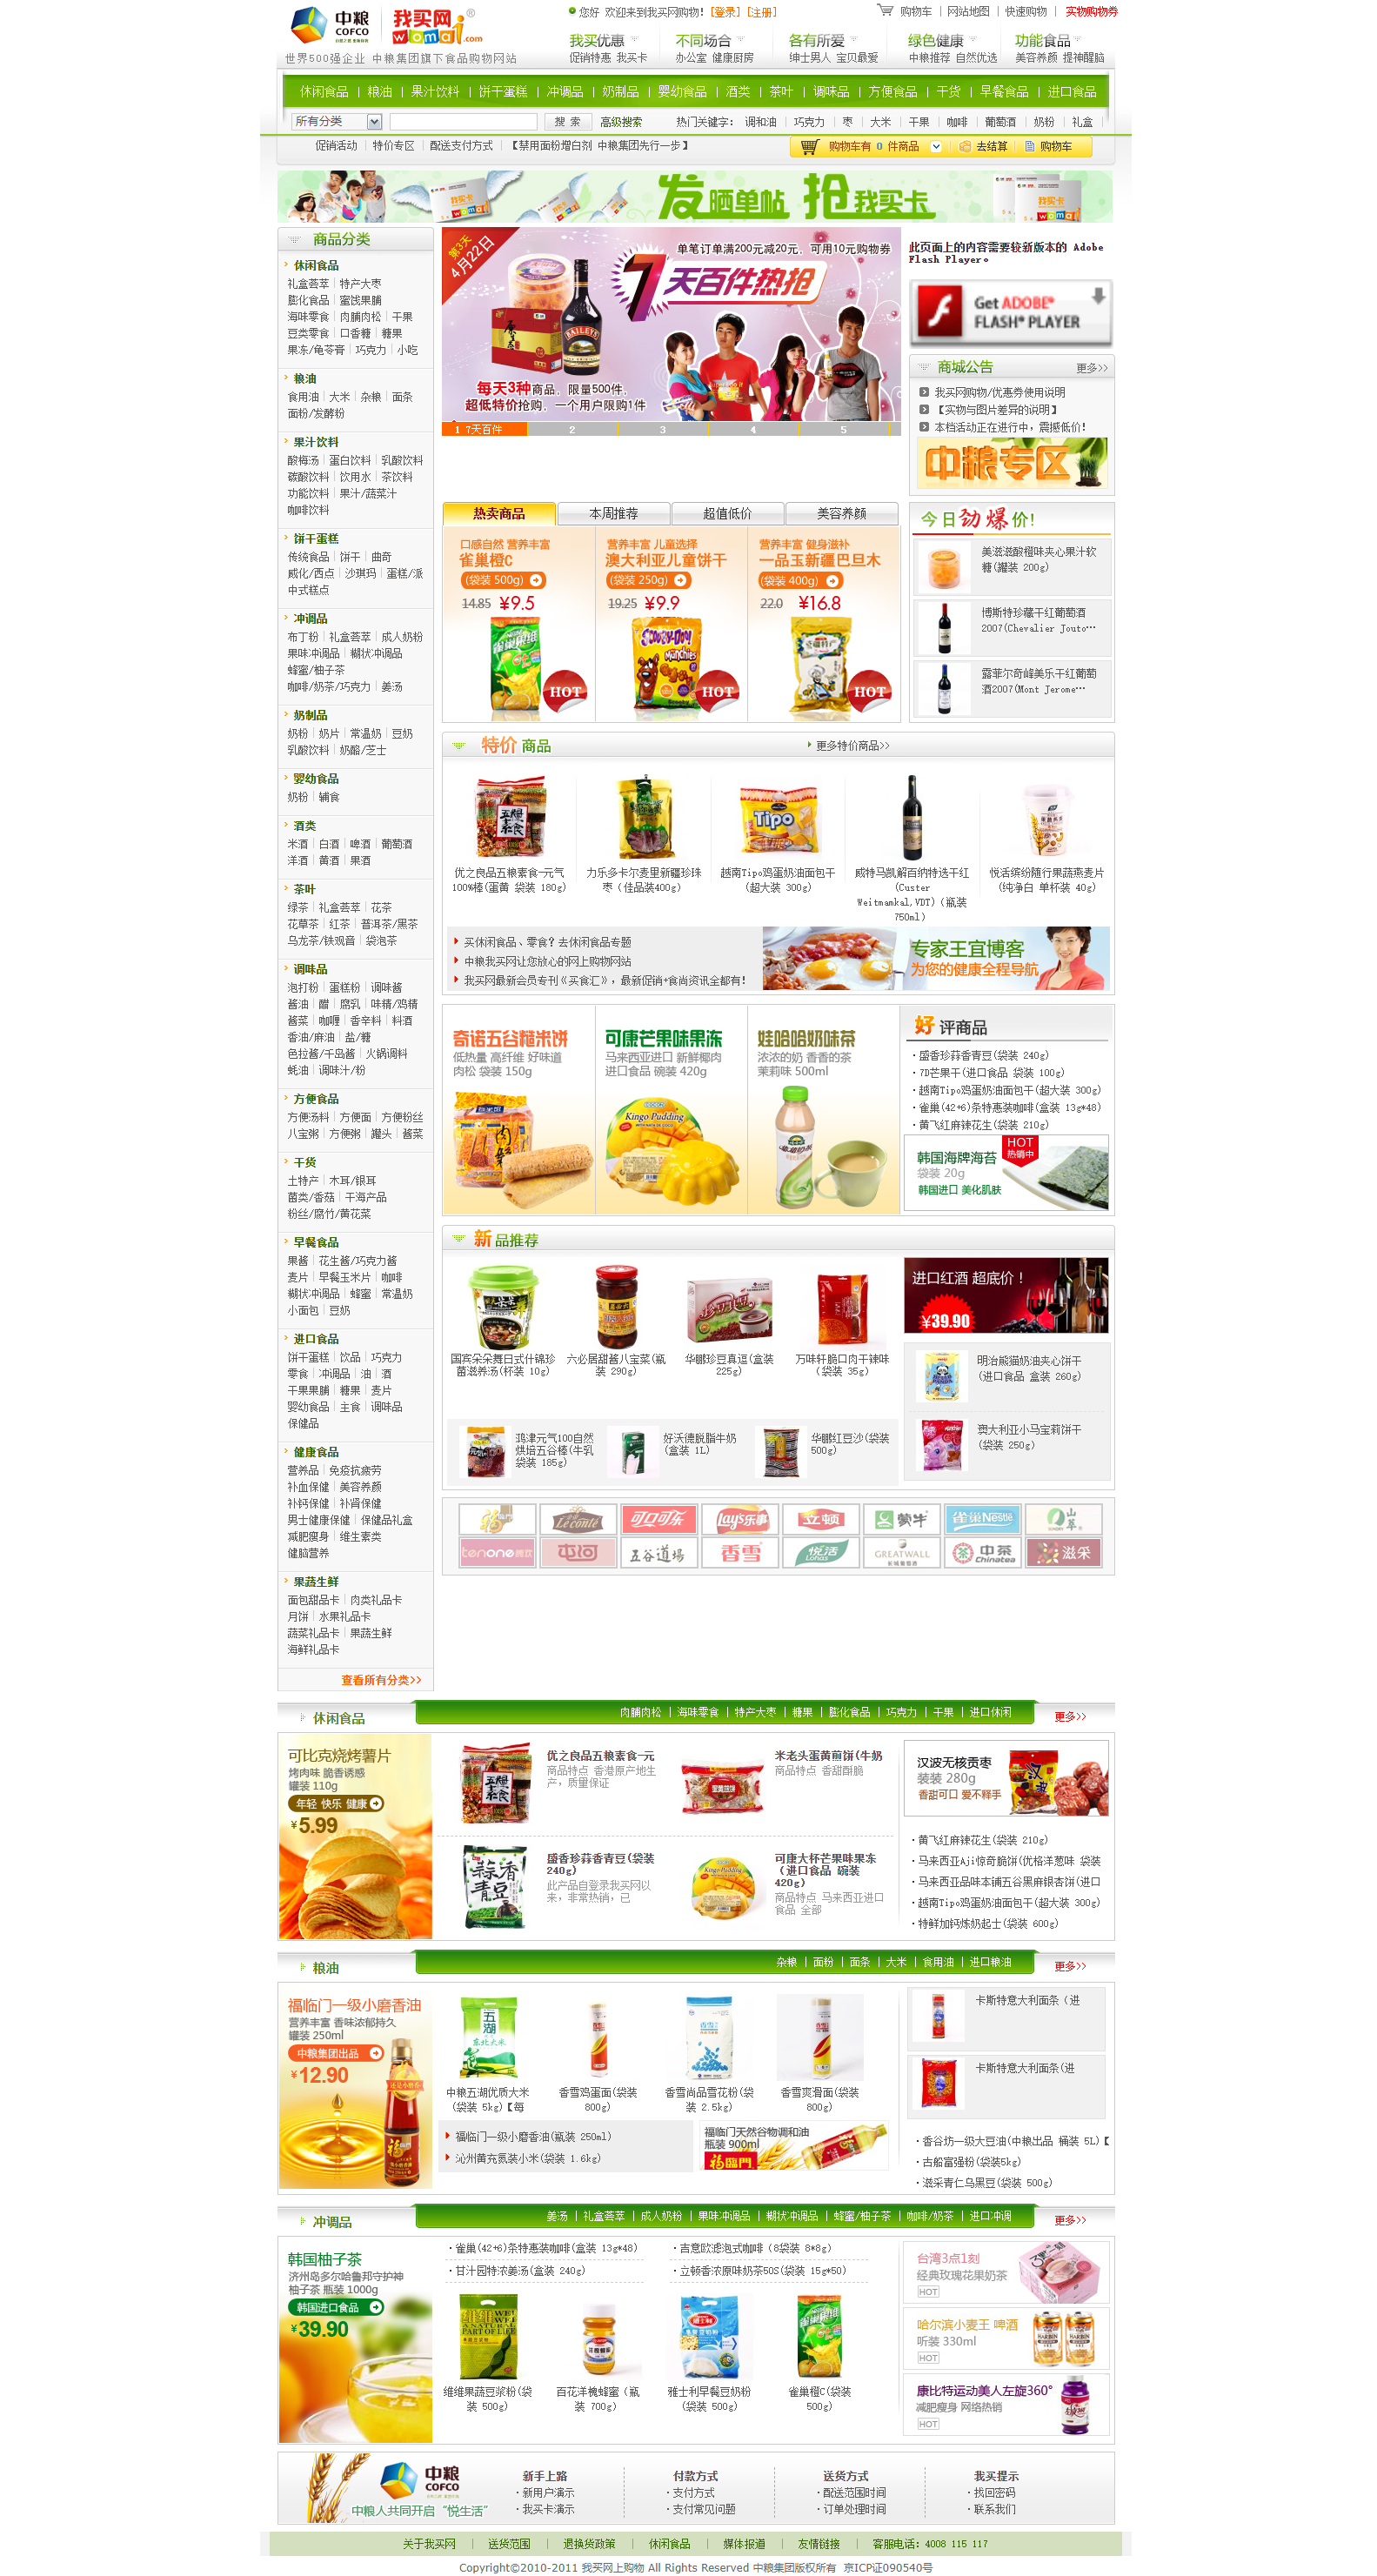 中粮 COFCO
我买网 womai.com
世界500强企业 中粮集团旗下食品购物网站
您好 欢迎来到我买网购物! [登录] [注册]
购物车 | 网站地图 | 快速购物 | 实物购物券
我买优惠 不同场合 各有所爱 绿色健康 功能食品
促销特惠 我买卡 办公室 健康厨房 绅士男人 宝贝最爱 中粮推荐 自然优选 美容养颜 提神醒脑
休闲食品 | 粮油 | 果汁饮料 | 饼干蛋糕 | 冲调品 | 奶制品 | 婴幼食品 | 酒类 | 茶叶 | 调味品 | 方便食品 | 干货 | 早餐食品 | 进口食品
所有分类 搜 索 高级搜索 热门关键字: 调和油 | 巧克力 | 枣 | 大米 | 干果 | 咖啡 | 葡萄酒 | 奶粉 | 礼盒
促销活动 | 特价专区 | 配送支付方式 | 【禁用面粉增白剂 中粮集团先行一步】
购物车有 0 件商品 去结算 购物车
发晒单帖 抢我买卡
商品分类
休闲食品
礼盒荟萃 | 特产大枣
膨化食品 | 蜜饯果脯
海味零食 | 肉脯肉松 | 干果
豆类零食 | 口香糖 | 糖果
果冻/龟苓膏 | 巧克力 | 小吃
粮油
食用油 | 大米 | 杂粮 | 面条
面粉/发酵粉
果汁饮料
酸梅汤 | 蛋白饮料 | 乳酸饮料
碳酸饮料 | 饮用水 | 茶饮料
功能饮料 | 果汁/蔬菜汁
咖啡饮料
饼干蛋糕
传统食品 | 饼干 | 曲奇
威化/西点 | 沙琪玛 | 蛋糕/派
中式糕点
冲调品
布丁粉 | 礼盒荟萃 | 成人奶粉
果味冲调品 | 糊状冲调品
蜂蜜/柚子茶
咖啡/奶茶/巧克力 | 姜汤
奶制品
奶粉 | 奶片 | 常温奶 | 豆奶
乳酸饮料 | 奶酪/芝士
婴幼食品
奶粉 | 辅食
酒类
米酒 | 白酒 | 啤酒 | 葡萄酒
洋酒 | 黄酒 | 果酒
茶叶
绿茶 | 礼盒荟萃 | 花茶
花草茶 | 红茶 | 普洱茶/黑茶
乌龙茶/铁观音 | 袋泡茶
调味品
泡打粉 | 蛋糕粉 | 调味酱
酱油 | 醋 | 腐乳 | 味精/鸡精
酱菜 | 咖喱 | 香辛料 | 料酒
香油/麻油 | 盐/糖
色拉酱/千岛酱 | 火锅调料
蚝油 | 调味汁/粉
方便食品
方便汤料 | 方便面 | 方便粉丝
八宝粥 | 方便粥 | 罐头 | 酱菜
干货
土特产 | 木耳/银耳
菌类/香菇 | 干海产品
粉丝/腐竹/黄花菜
早餐食品
果酱 | 花生酱/巧克力酱
麦片 | 早餐玉米片 | 咖啡
糊状冲调品 | 蜂蜜 | 常温奶
小面包 | 豆奶
进口食品
饼干蛋糕 | 饮品 | 巧克力
零食 | 冲调品 | 油 | 酒
干果果脯 | 糖果 | 麦片
婴幼食品 | 主食 | 调味品
保健品
健康食品
营养品 | 免疫抗疲劳
补血保健 | 美容养颜
补钙保健 | 补肾保健
男士健康保健 | 保健品礼盒
减肥瘦身 | 维生素类
健脑营养
果蔬生鲜
面包甜品卡 | 肉类礼品卡
月饼 | 水果礼品卡
蔬菜礼品卡 | 果蔬生鲜
海鲜礼品卡
查看所有分类>>
第3天
4月22日
单笔订单满200元减20元,可用10元购物券
7天百件热抢
BAILEYS
每天3种商品,限量500件,
超低特价抢购,一个用户限购1件
1 7天百件 2 3 4 5
此页面上的内容需要较新版本的 Adobe
Flash Player。
Get ADOBE®
FLASH® PLAYER
商城公告 更多>>
我买网购物/优惠券使用说明
【实物与图片差异的说明】
本档活动正在进行中,震撼低价!
中粮专区
热卖商品 本周推荐 超值低价 美容养颜
口感自然 营养丰富
雀巢橙C
(袋装 500g)
14.85 ¥9.5
HOT
营养丰富 儿童选择
澳大利亚儿童饼干
(袋装 250g)
19.25 ¥9.9
HOT
营养丰富 健身滋补
一品玉新疆巴旦木
(袋装 400g)
22.0 ¥16.8
HOT
今日劲爆价!
美滋滋酸橙味夹心果汁软
糖(罐装 200g)
博斯特珍藏干红葡萄酒
2007(Chevalier Jouto…
露菲尔奇峰美乐干红葡萄
酒2007(Mont Jerome…
特价 商品 更多特价商品>>
优之良品五粮素食-元气
100%棒(蛋黄 袋装 180g)
力乐多卡尔麦里新疆珍珠
枣(佳品装400g)
越南Tipo鸡蛋奶油面包干
(超大装 300g)
威特马凯解百纳特选干红
(Custer
Weitmamkal,VDT)(瓶装
750ml)
悦活缤纷随行果蔬燕麦片
(纯净白 单杯装 40g)
买休闲食品、零食?去休闲食品专题
中粮我买网让您放心的网上购物网站
我买网最新会员专刊《买食汇》,最新促销+食尚资讯全都有!
专家王宜博客
为您的健康全程导航
奇诺五谷糙米饼
低热量 高纤维 好味道
肉松 袋装 150g
可康芒果味果冻
马来西亚进口 新鲜椰肉
进口食品 碗装 420g
Kingo Pudding
娃哈哈奶味茶
浓浓的奶 香香的茶
茉莉味 500ml
好 评商品
·盛香珍蒜香青豆(袋装 240g)
·7D芒果干(进口食品 袋装 100g)
·越南Tipo鸡蛋奶油面包干(超大装 300g)
·雀巢(42*6)条特惠装咖啡(盒装 13g*48)
·黄飞红麻辣花生(袋装 210g)
韩国海牌海苔
袋装 20g
韩国进口 美化肌肤
HOT
热销中
新 品推荐
国宾朵朵舞日式什锦珍
菌滋养汤(杯装 10g)
六必居甜酱八宝菜(瓶
装 290g)
华鹏珍豆真逗(盒装
225g)
万味轩脆口肉干辣味
(袋装 35g)
进口红酒 超底价!
¥39.90
明治熊猫奶油夹心饼干
(进口食品 盒装 260g)
澳大利亚小马宝莉饼干
(袋装 250g)
鸿津元气100自然
烘焙五谷棒(牛乳
袋装 185g)
好沃德脱脂牛奶
(盒装 1L)
华鹏红豆沙(袋装
500g)
Le conté 可口可乐 Lay's乐事 立顿 蒙牛 雀巢Nestle 山萃
tenone 屯河 五谷道場 香雪 悦活 Lohas GREATWALL 中茶 Chinatea 滋采
休闲食品
肉脯肉松 | 海味零食 | 特产大枣 | 糖果 | 膨化食品 | 巧克力 | 干果 | 进口休闲 更多>>
可比克烧烤薯片
烤肉味 脆香诱惑
罐装 110g
年轻 快乐 健康
¥5.99
优之良品五粮素食-元
商品特点 香港原产地生
产,质量保证
米老头蛋黄煎饼(牛奶
商品特点 香甜酥脆
盛香珍蒜香青豆(袋装
240g)
此产品自登录我买网以
来,非常热销,已
可康大杯芒果味果冻
(进口食品 碗装
420g)
商品特点 马来西亚进口
食品 全部
汉波无核贡枣
装装 280g
香甜可口 爱不释手
·黄飞红麻辣花生(袋装 210g)
·马来西亚Aji惊奇脆饼(优格洋葱味 袋装
·马来西亚品味本铺五谷黑麻银杏饼(进口
·越南Tipo鸡蛋奶油面包干(超大装 300g)
·特鲜加钙炼奶起士(袋装 600g)
粮油
杂粮 | 面粉 | 面条 | 大米 | 食用油 | 进口粮油 更多>>
福临门一级小磨香油
营养丰富 香味浓郁持久
罐装 250ml
中粮集团出品
¥12.90
中粮五湖优质大米
(袋装 5kg)【每
香雪鸡蛋面(袋装
800g)
香雪尚品雪花粉(袋
装 2.5kg)
香雪爽滑面(袋装
800g)
福临门一级小磨香油(瓶装 250ml)
沁州黄充氮装小米(袋装 1.6kg)
福临门天然谷物调和油
瓶装 900ml
福臨門
卡斯特意大利面条(进
卡斯特意大利面条(进
·香谷坊一级大豆油(中粮出品 桶装 5L)【
·古船富强粉(袋装5kg)
·滋采青仁乌黑豆(袋装 500g)
冲调品
姜汤 | 礼盒荟萃 | 成人奶粉 | 果味冲调品 | 糊状冲调品 | 蜂蜜/柚子茶 | 咖啡/奶茶 | 进口冲调 更多>>
韩国柚子茶
济州岛多尔哈鲁邦守护神
柚子茶 瓶装 1000g
韩国进口食品
¥39.90
·雀巢(42*6)条特惠装咖啡(盒装 13g*48)
·吉意欧滤泡式咖啡(8袋装 8*8g)
·甘汁园特浓姜汤(盒装 240g)
·立顿香浓原味奶茶50S(袋装 15g*50)
维维果蔬豆浆粉(袋
装 500g)
百花洋槐蜂蜜(瓶
装 700g)
雅士利早餐豆奶粉
(袋装 500g)
雀巢橙C(袋装
500g)
台湾3点1刻
经典玫瑰花果奶茶
HOT
哈尔滨小麦王 啤酒
听装 330ml
HOT
康比特运动美人左旋360°
减肥瘦身 网络热销
HOT
中粮 COFCO
中粮人共同开启“悦生活”
新手上路 付款方式 送货方式 我买提示
·新用户演示 ·支付方式 ·配送范围时间 ·找回密码
·我买卡演示 ·支付常见问题 ·订单处理时间 ·联系我们
关于我买网 | 送货范围 | 退换货政策 | 休闲食品 | 媒体报道 | 友情链接 | 客服电话: 4008 115 117
Copyright©2010-2011 我买网上购物 All Rights Reserved 中粮集团版权所有 京ICP证090540号